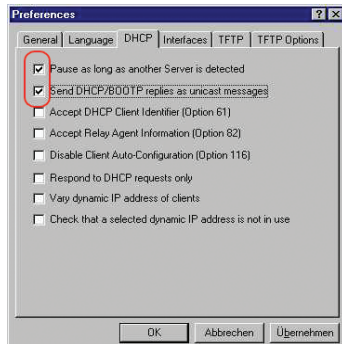 Preferences
General Language DHCP Interfaces TFTP TFTP Options
Pause as long as another Server is detected
Send DHCP/BOOTP replies as unicast messages
Accept DHCP Client Identifier (Option 61)
Accept Relay Agent Information (Option 82)
Disable Client Auto-Configuration (Option 116)
Respond to DHCP requests only
Vary dynamic IP address of clients
Check that a selected dynamic IP address is not in use
OK Abbrechen Übernehmen